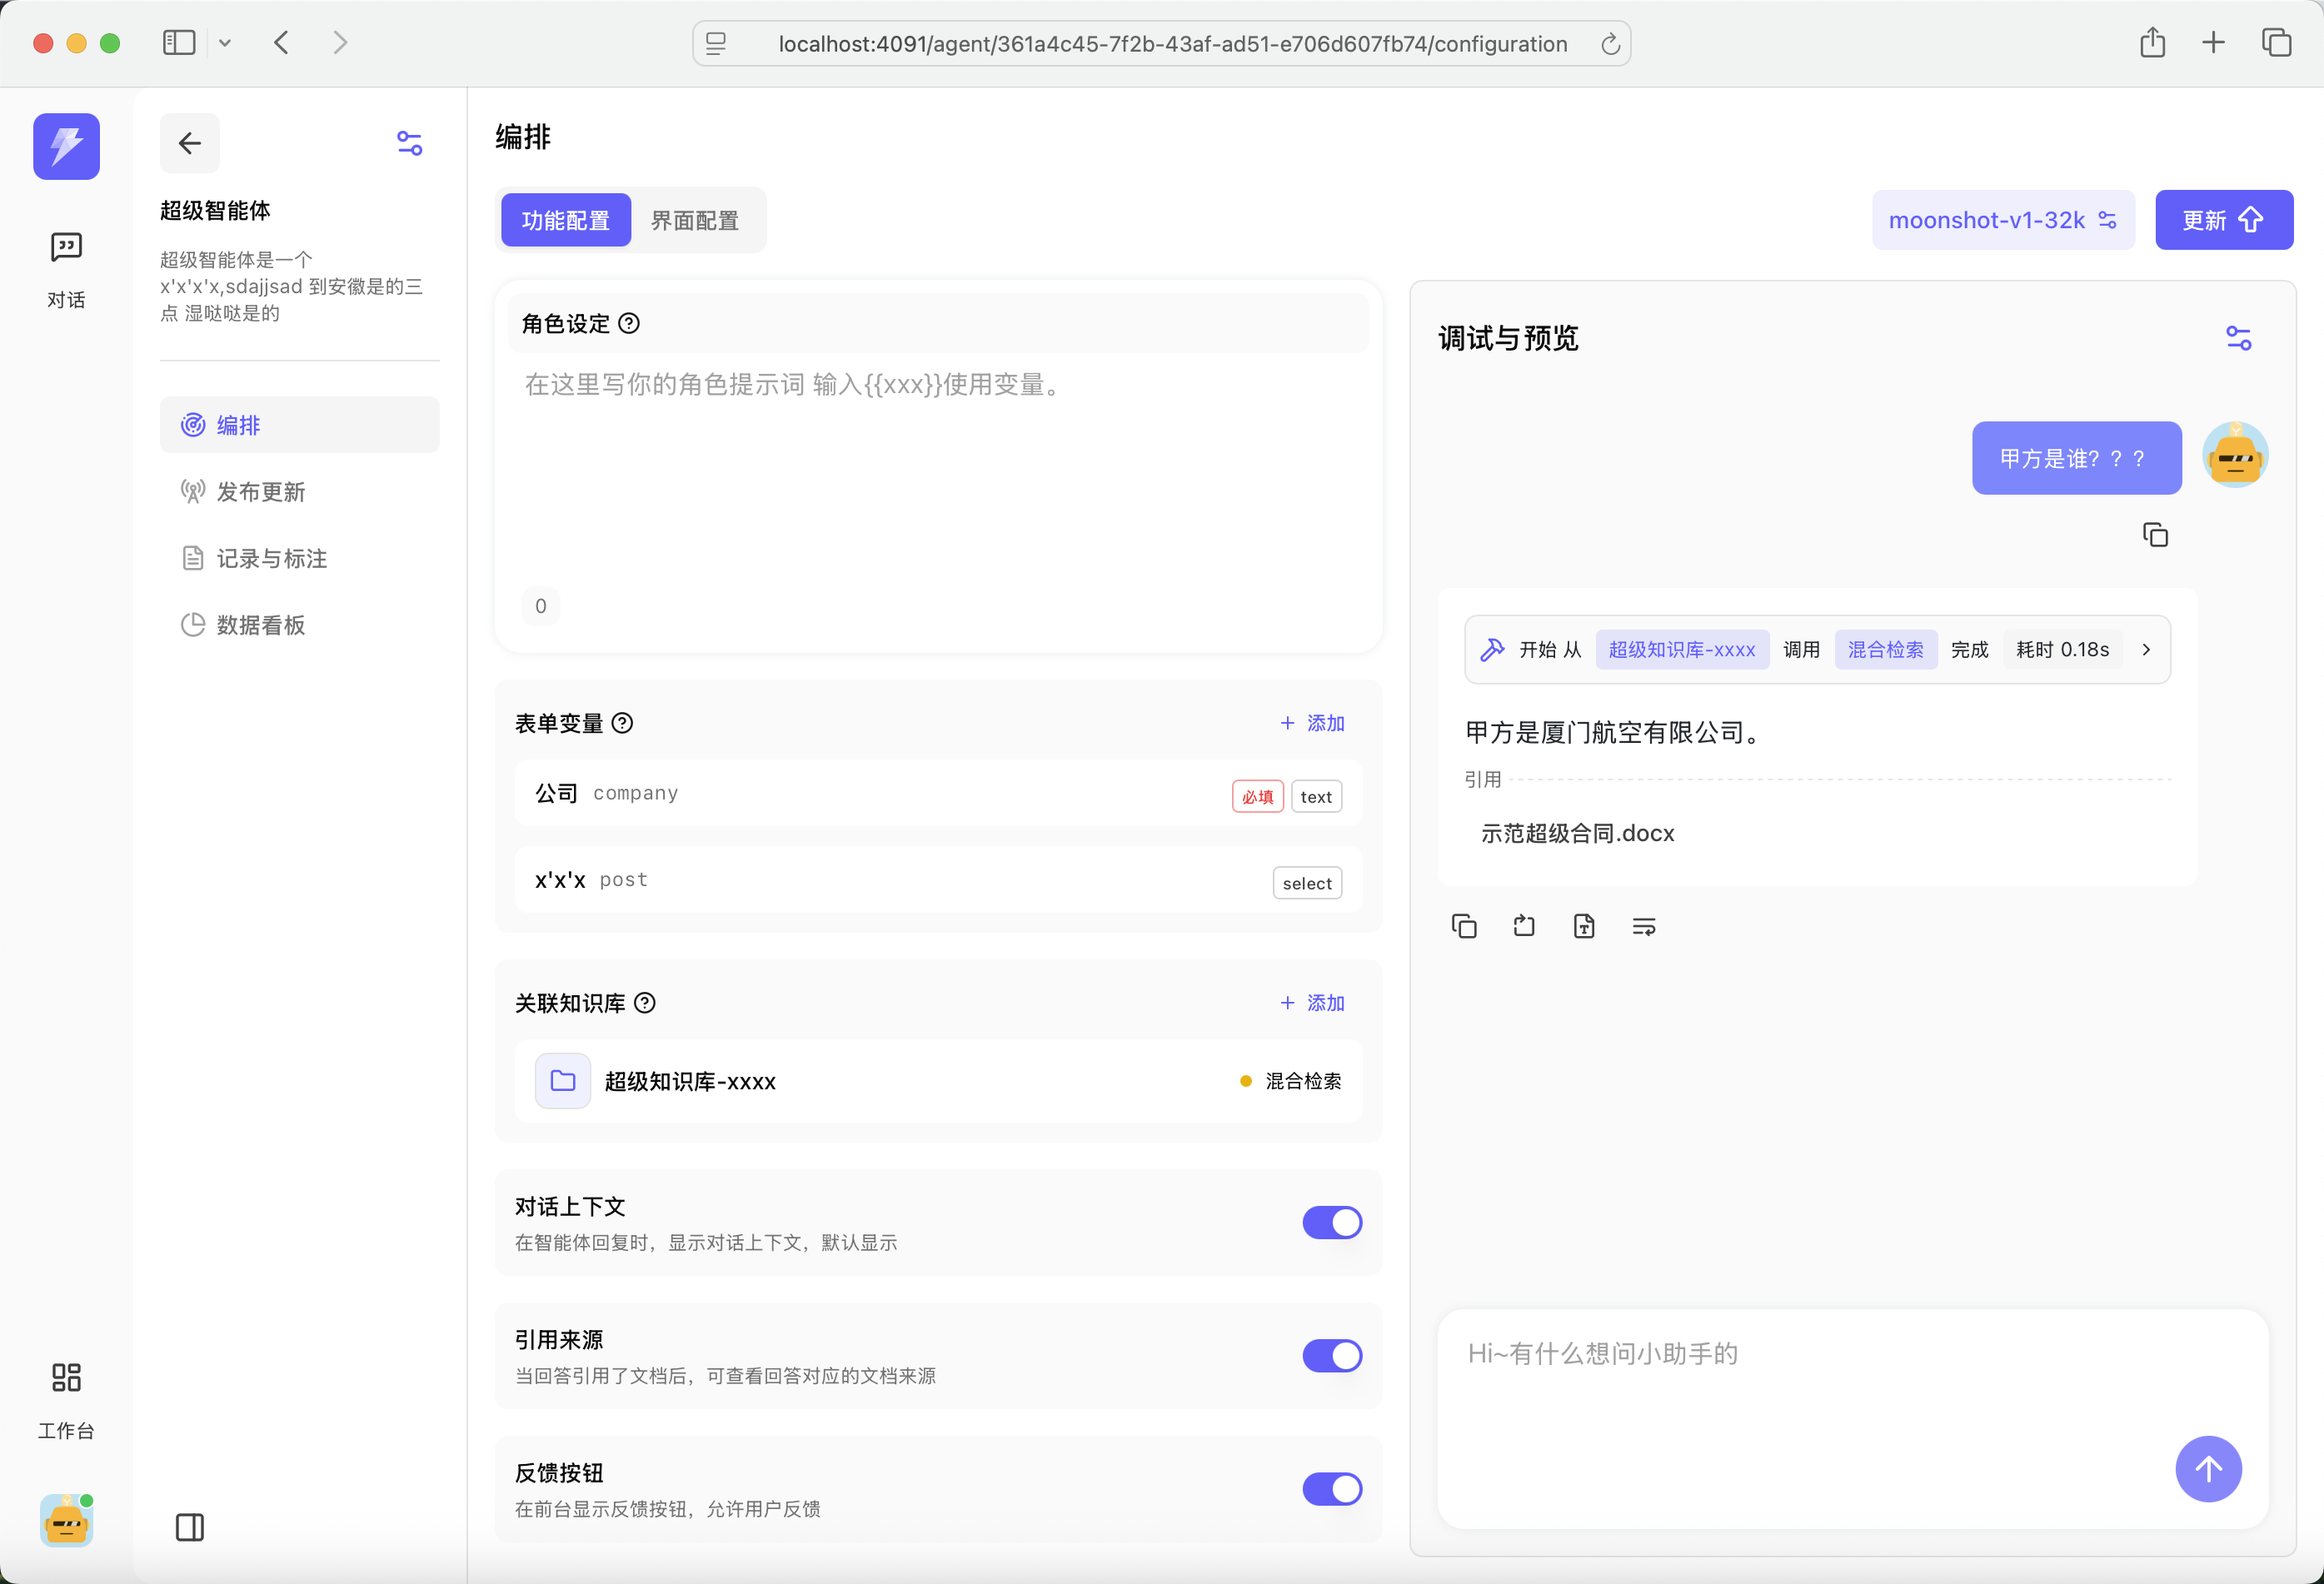 localhost:4091/agent/361a4c45-7f2b-43af-ad51-e706d607fb74/configuration
对话
工作台
超级智能体
超级智能体是一个
x'x'x'x,sdajjsad 到安徽是的三
点 湿哒哒是的
编排
发布更新
记录与标注
数据看板
编排
功能配置
界面配置
moonshot-v1-32k
更新
角色设定
在这里写你的角色提示词 输入{{xxx}}使用变量。
0
表单变量
添加
公司 company
必填 text
x'x'x post
select
关联知识库
添加
超级知识库-xxxx
混合检索
对话上下文
在智能体回复时，显示对话上下文，默认显示
引用来源
当回答引用了文档后，可查看回答对应的文档来源
反馈按钮
在前台显示反馈按钮，允许用户反馈
调试与预览
甲方是谁？？？
开始 从 超级知识库-xxxx 调用 混合检索 完成 耗时 0.18s
甲方是厦门航空有限公司。
引用
示范超级合同.docx
Hi~有什么想问小助手的